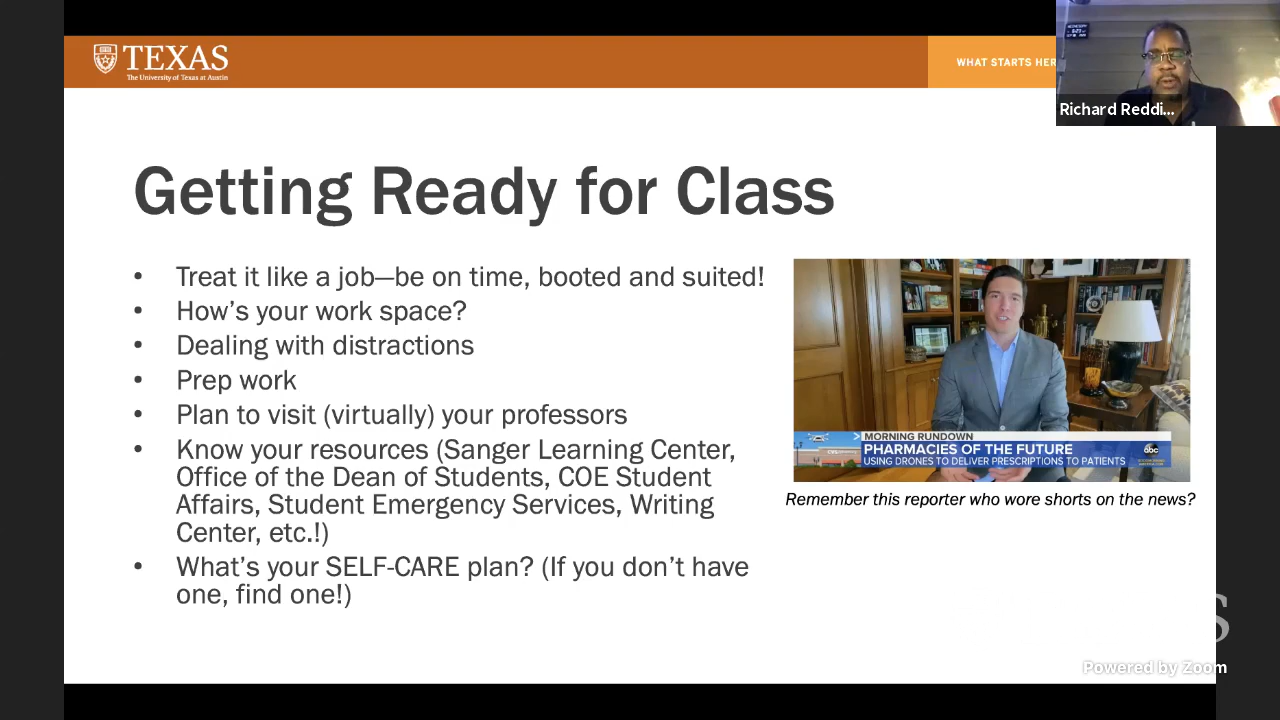 TEXAS
The University of Texas at Austin
WHAT STARTS HER
Richard Reddi...
Getting Ready for Class
• Treat it like a job—be on time, booted and suited!
• How's your work space?
• Dealing with distractions
• Prep work
• Plan to visit (virtually) your professors
• Know your resources (Sanger Learning Center,
Office of the Dean of Students, COE Student
Affairs, Student Emergency Services, Writing
Center, etc.!)
• What's your SELF-CARE plan? (If you don't have
one, find one!)
MORNING RUNDOWN
PHARMACIES OF THE FUTURE
USING DRONES TO DELIVER PRESCRIPTIONS TO PATIENTS
abc
Remember this reporter who wore shorts on the news?
S
Powered by Zoom